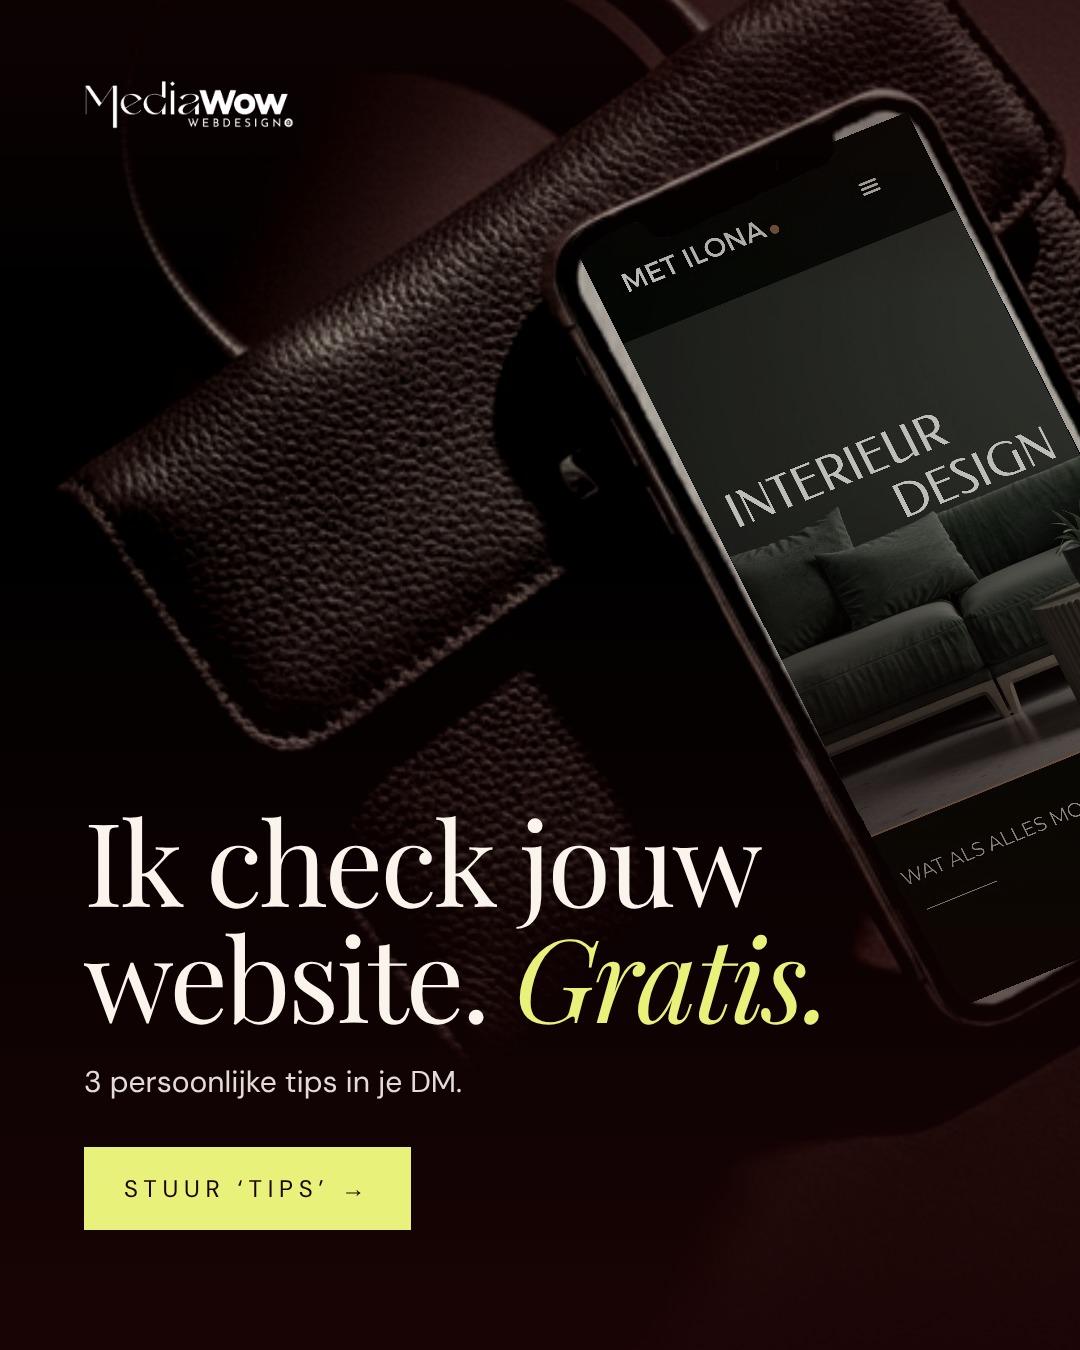 MediaWow
WEBDESIGN
MET ILONA
INTERIEUR
DESIGN
WAT ALS ALLES
Ik check jouw
website. Gratis.
3 persoonlijke tips in je DM.
STUUR ‘TIPS’ →